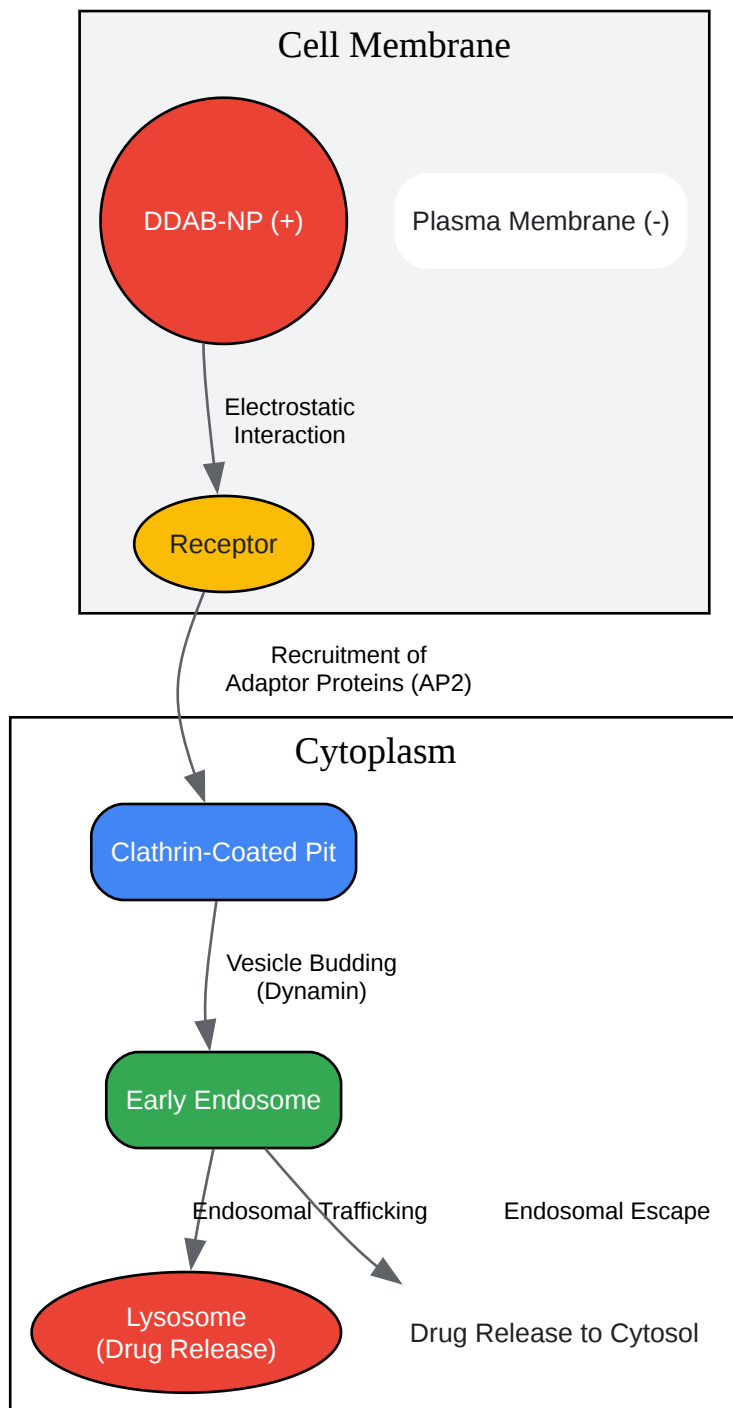 Cell Membrane
DDAB-NP (+)
Plasma Membrane (-)
Electrostatic
Interaction
Receptor
Recruitment of
Adaptor Proteins (AP2)
Cytoplasm
Clathrin-Coated Pit
Vesicle Budding
(Dynamin)
Early Endosome
Endosomal Trafficking
Endosomal Escape
Lysosome
(Drug Release)
Drug Release to Cytosol